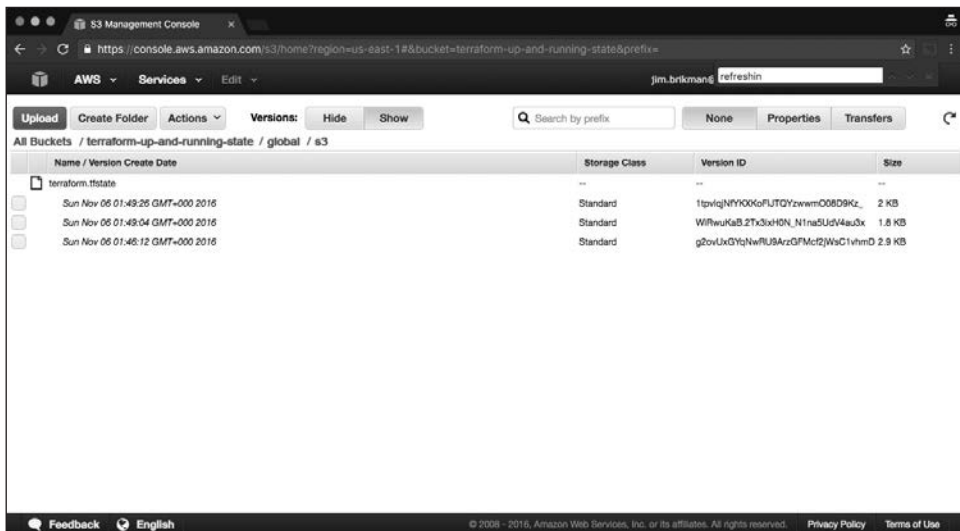 S3 Management Console
https://console.aws.amazon.com/s3/home?region=us-east-1#&bucket=terraform-up-and-running-state&prefix=
AWS Services Edit jim.brikman@ refreshin
Upload Create Folder Actions Versions: Hide Show Search by prefix None Properties Transfers
All Buckets / terraform-up-and-running-state / global / s3
Name / Version Create Date Storage Class Version ID Size
terraform.tfstate -- -- --
Sun Nov 06 01:49:26 GMT+000 2016 Standard 2 KB
Sun Nov 06 01:49:04 GMT+000 2016 Standard 1.8 KB
Sun Nov 06 01:46:12 GMT+000 2016 Standard 2.9 KB
Feedback English © 2008 - 2016, Amazon Web Services, Inc. or its affiliates. All rights reserved. Privacy Policy Terms of Use